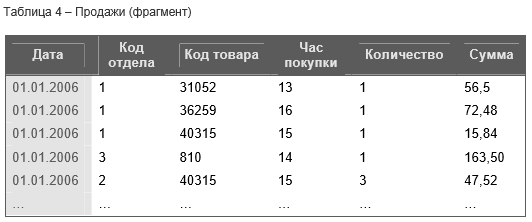 Таблица 4 – Продажи (фрагмент)
Дата Код отдела Код товара Час покупки Количество Сумма
01.01.2006 1 31052 13 1 56,5
01.01.2006 1 36259 16 1 72,48
01.01.2006 1 40315 15 1 15,84
01.01.2006 3 810 14 1 163,50
01.01.2006 2 40315 15 3 47,52
... ... ... ... ... ...